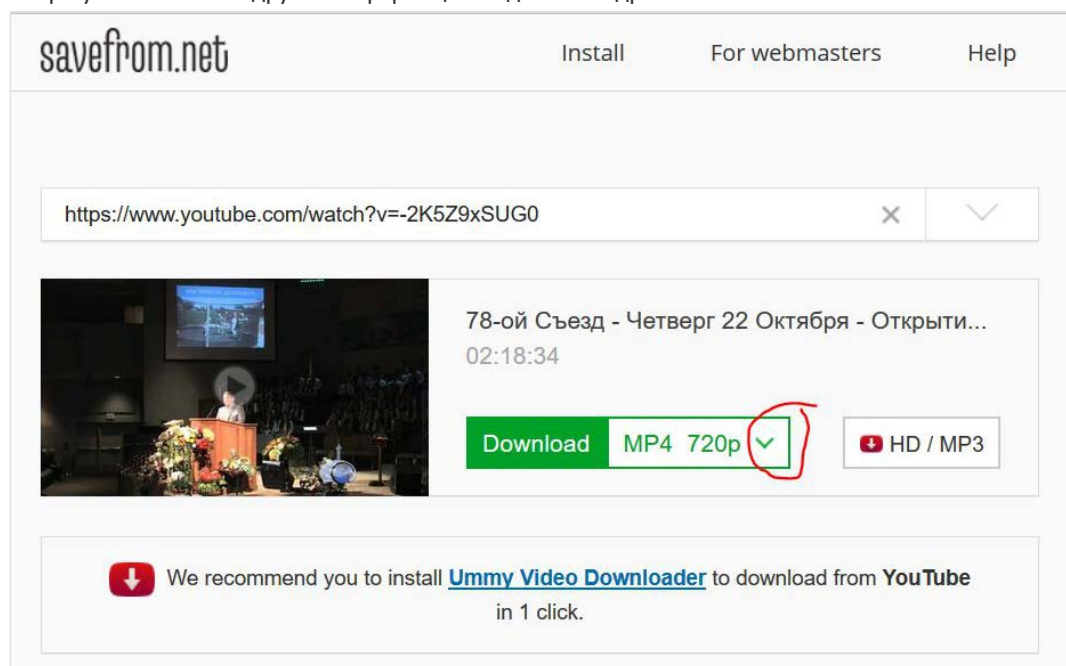 savefrom.net
Install For webmasters Help
https://www.youtube.com/watch?v=-2K5Z9xSUG0
78-ой Съезд - Четверг 22 Октября - Открыти...
02:18:34
Download MP4 720p HD / MP3
We recommend you to install Ummy Video Downloader to download from YouTube
in 1 click.